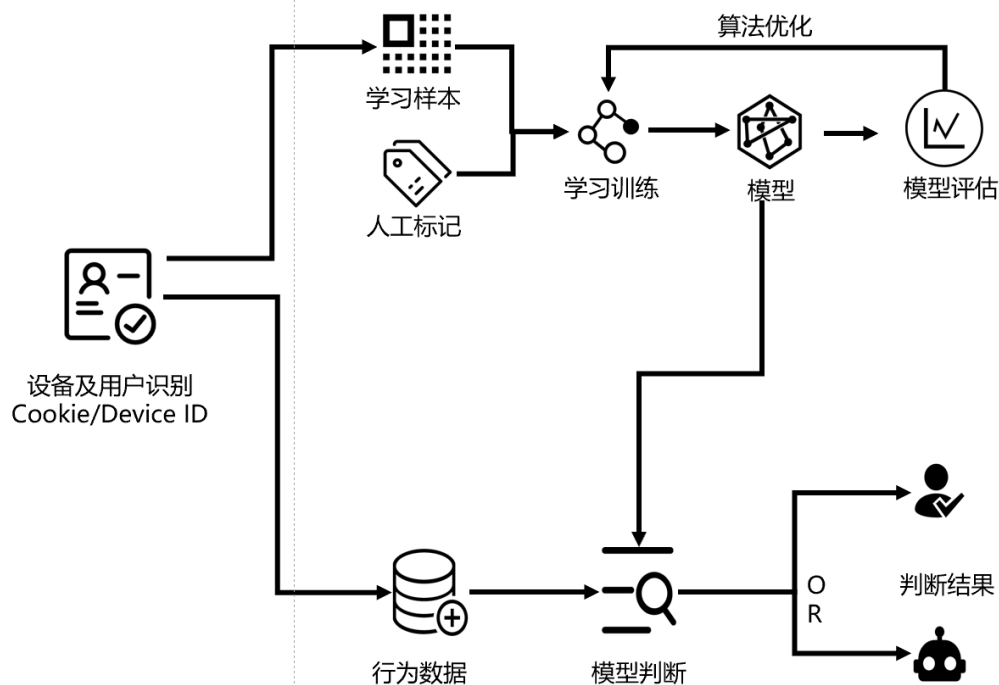 算法优化
学习样本
学习训练
模型
模型评估
人工标记
设备及用户识别
Cookie/Device ID
行为数据
模型判断
O
R
判断结果